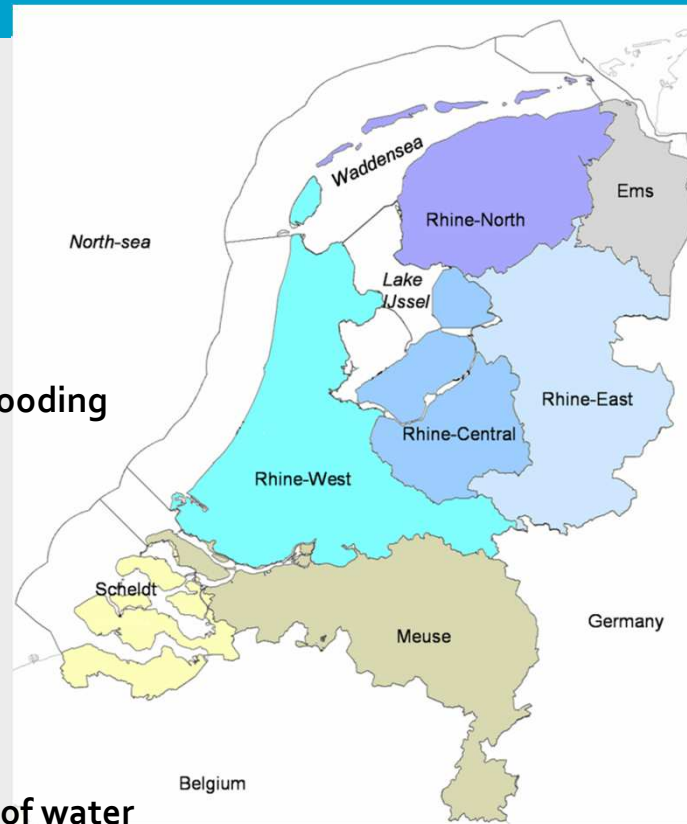 Waddensea
Ems
Rhine-North
North-sea
Lake
IJssel
ooding
Rhine-East
Rhine-Central
Rhine-West
Scheldt
Germany
Meuse
Belgium
of water